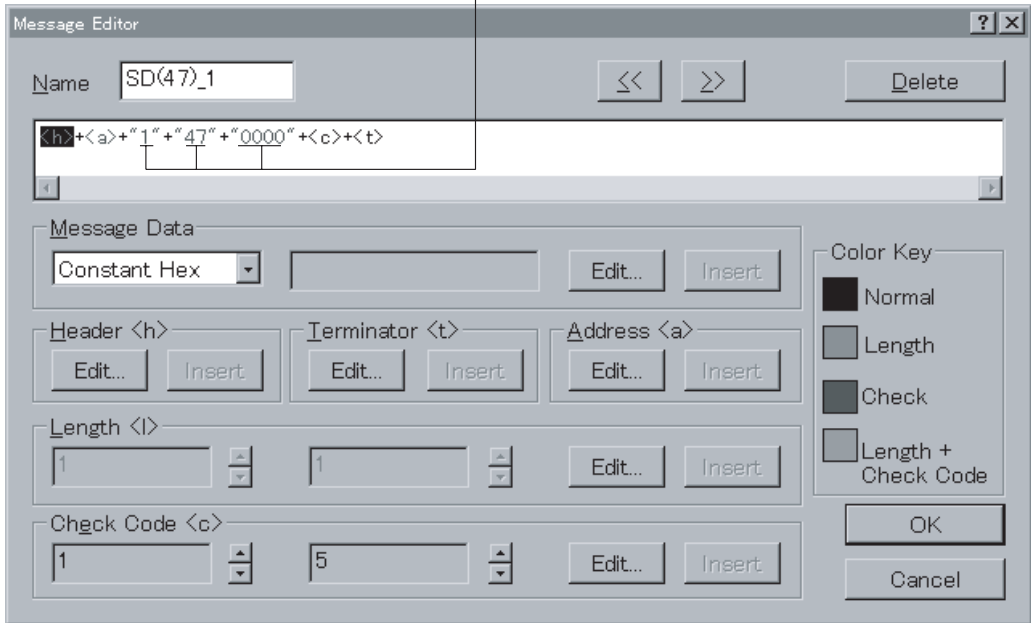 Message Editor
Name SD(47)_1 << >> Delete
<h>+<a>+"1"+"47"+"0000"+<c>+<t>
Message Data
Constant Hex Edit... Insert
Header <h>
Edit... Insert
Terminator <t>
Edit... Insert
Address <a>
Edit... Insert
Length <l>
1 1 Edit... Insert
Check Code <c>
1 5 Edit... Insert
Color Key
Normal
Length
Check
Length +
Check Code
OK
Cancel